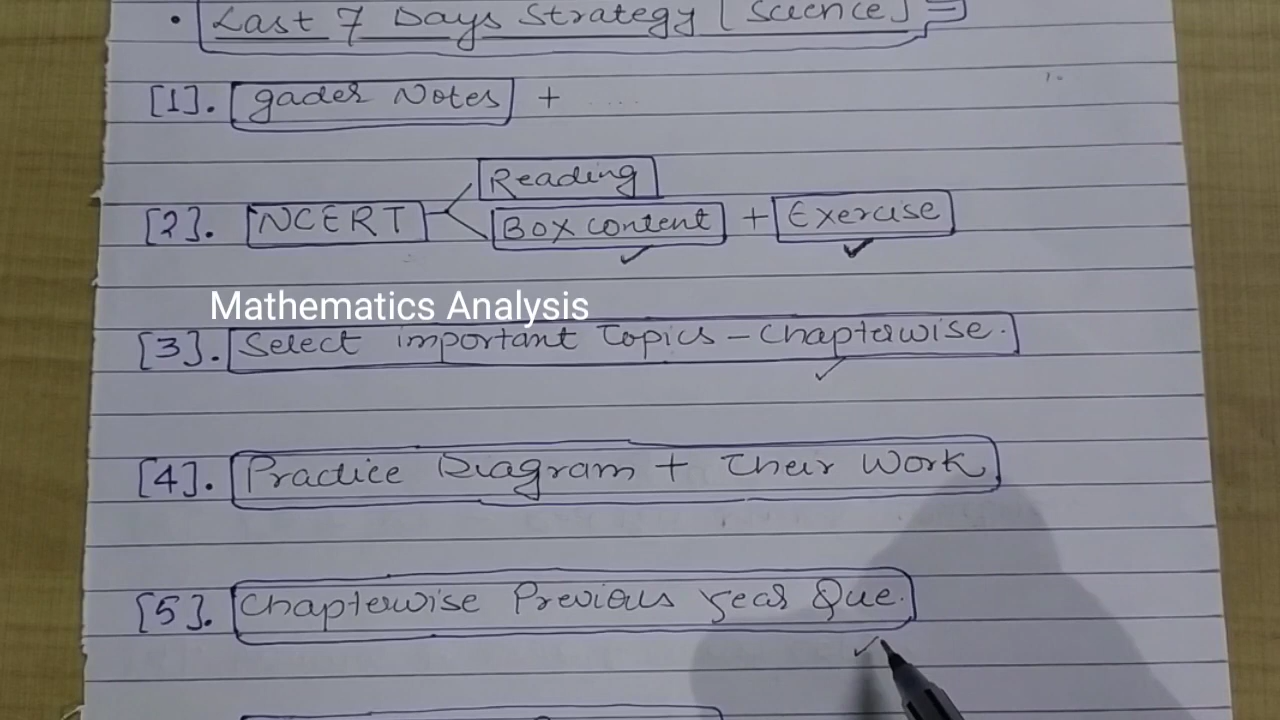 • Last 7 Days Strategy [Science]
[1]. gader Notes +
Reading
[2]. NCERT Box content + Exercise
Mathematics Analysis
[3]. Select important Topics - Chapterwise.
[4]. Practice Diagram + Their Work
[5]. Chapterwise Previous year Que.